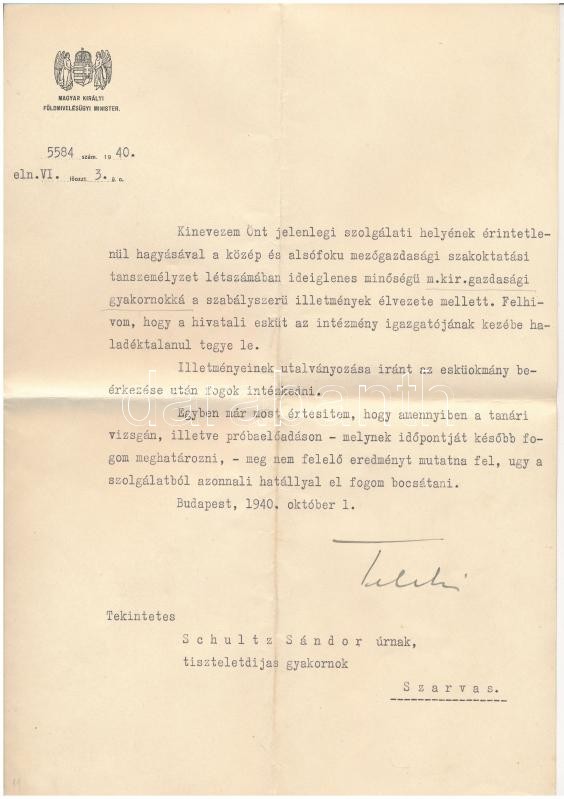 MAGYAR KIRÁLYI
FÖLDMIVELÉSÜGYI MINISTER.
5584 szám. 1940.
eln.VI. főoszt. 3. ü. o.
Kinevezem Önt jelenlegi szolgálati helyének érintetle-
nül hagyásával a közép és alsófoku mezőgazdasági szakoktatási
tanszemélyzet létszámában ideiglenes minőségü m.kir.gazdasági
gyakornokká a szabályszerü illetmények élvezete mellett. Felhi-
vom, hogy a hivatali esküt az intézmény igazgatójának kezébe ha-
ladéktalanul tegye le.
Illetményeinek utalványozása iránt az esküokmány be-
érkezése után fogok intézkedni.
Egyben már most értesitem, hogy amennyiben a tanári
vizsgán, illetve próbaelőadáson - melynek időpontját később fo-
gom meghatározni, - meg nem felelő eredményt mutatna fel, ugy a
szolgálatból azonnali hatállyal el fogom bocsátani.
Budapest, 1940. október 1.
Teleki
Tekintetes
Schultz Sándor úrnak,
tiszteletdijas gyakornok
Szarvas.
darabanth